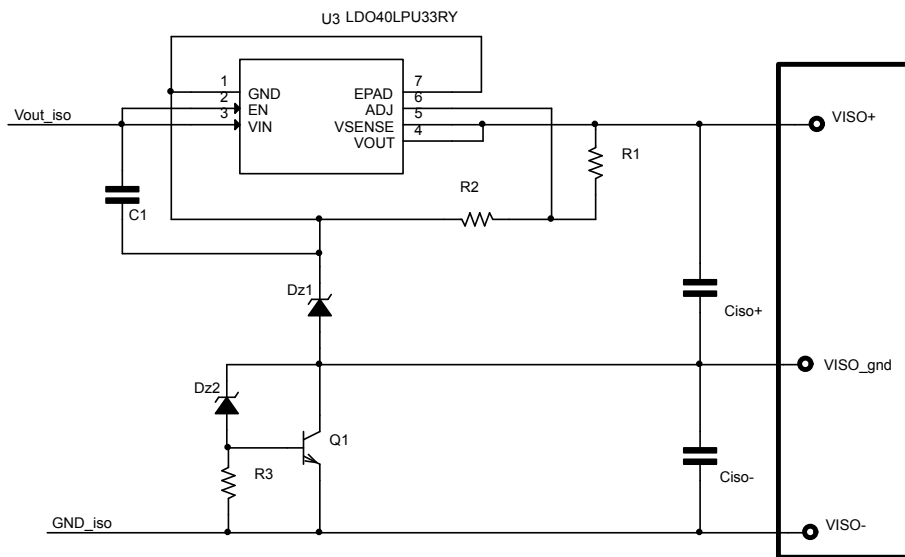 U3 LDO40LPU33RY
1 GND EPAD 7
2 EN ADJ 6
3 VIN VSENSE 5
VOUT 4
Vout_iso
VISO+
R1
R2
C1
Dz1
Ciso+
VISO_gnd
Dz2
Q1
R3
Ciso-
GND_iso
VISO-